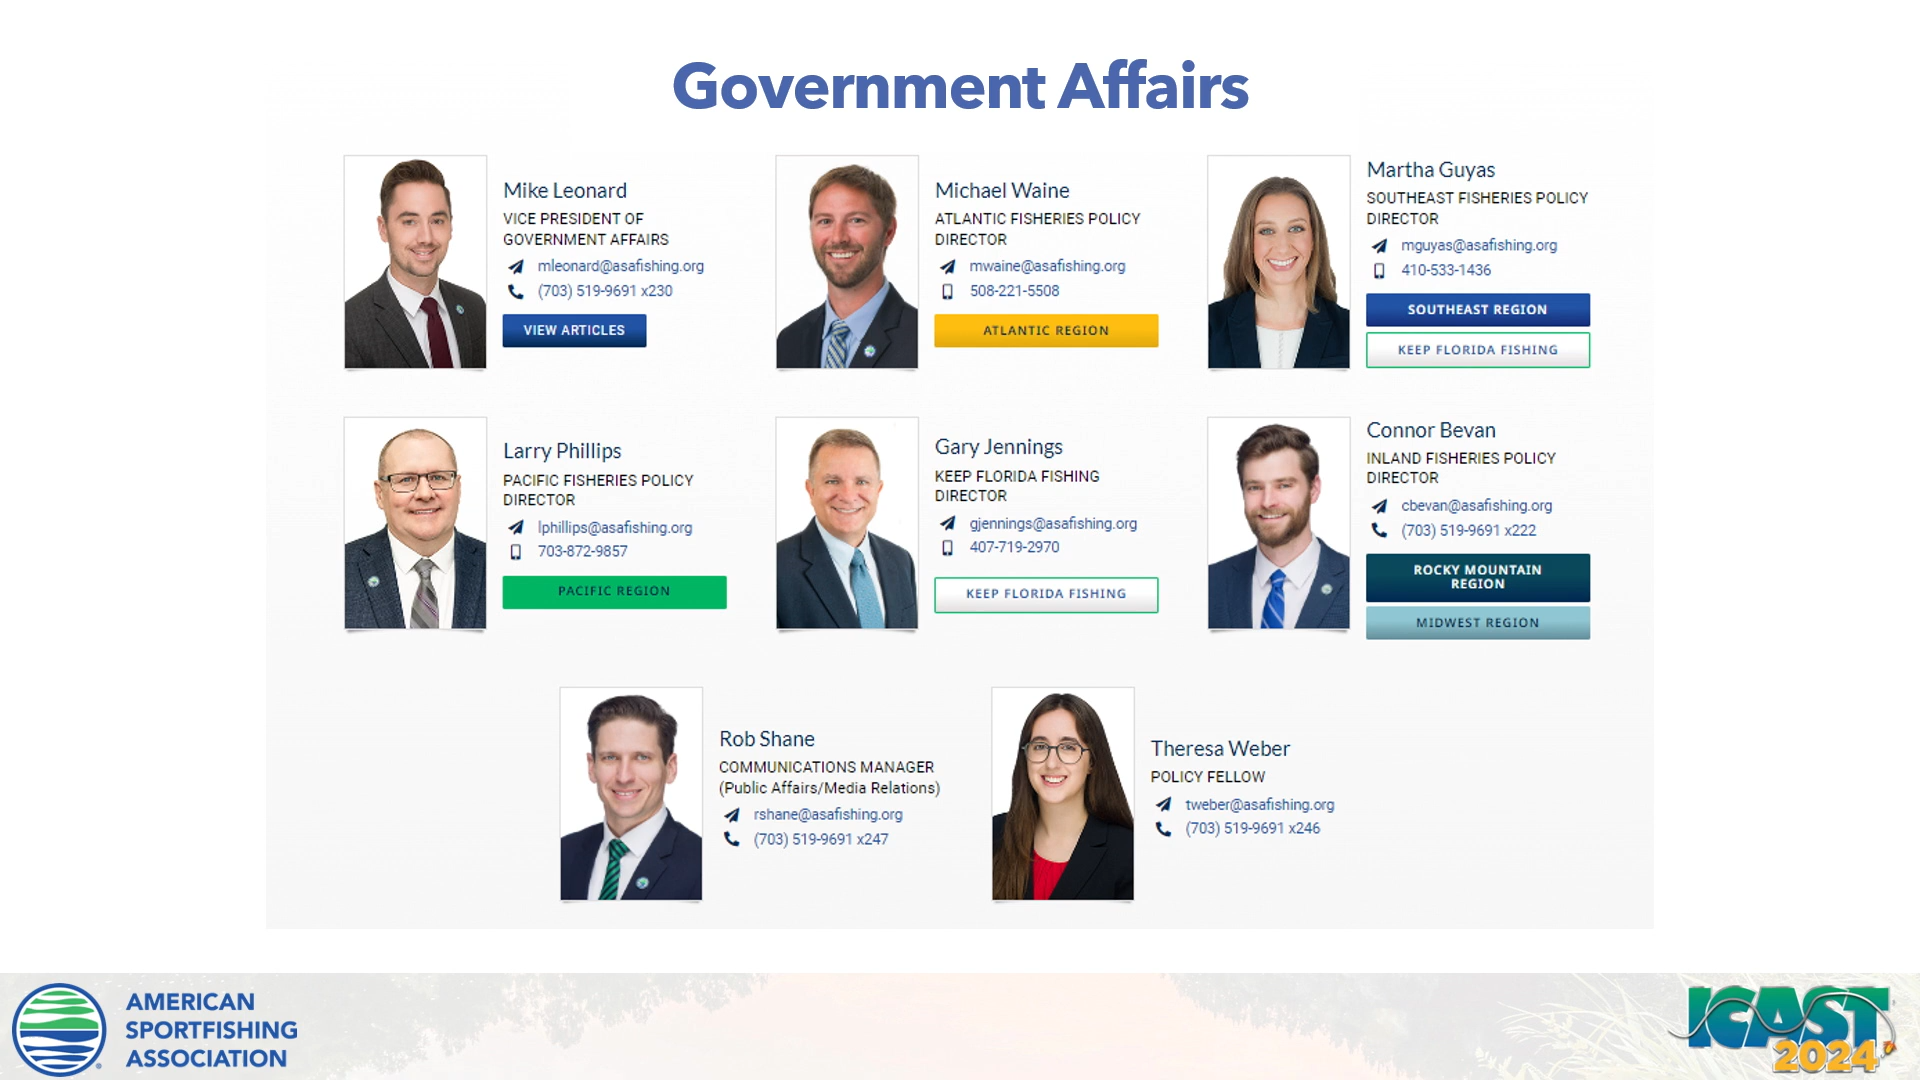 Government Affairs
Mike Leonard
VICE PRESIDENT OF
GOVERNMENT AFFAIRS
mleonard@asafishing.org
(703) 519-9691 x230
VIEW ARTICLES
Michael Waine
ATLANTIC FISHERIES POLICY
DIRECTOR
mwaine@asafishing.org
508-221-5508
ATLANTIC REGION
Martha Guyas
SOUTHEAST FISHERIES POLICY
DIRECTOR
mguyas@asafishing.org
410-533-1436
SOUTHEAST REGION
KEEP FLORIDA FISHING
Larry Phillips
PACIFIC FISHERIES POLICY
DIRECTOR
lphillips@asafishing.org
703-872-9857
PACIFIC REGION
Gary Jennings
KEEP FLORIDA FISHING
DIRECTOR
gjennings@asafishing.org
407-719-2970
KEEP FLORIDA FISHING
Connor Bevan
INLAND FISHERIES POLICY
DIRECTOR
cbevan@asafishing.org
(703) 519-9691 x222
ROCKY MOUNTAIN
REGION
MIDWEST REGION
Rob Shane
COMMUNICATIONS MANAGER
(Public Affairs/Media Relations)
rshane@asafishing.org
(703) 519-9691 x247
Theresa Weber
POLICY FELLOW
tweber@asafishing.org
(703) 519-9691 x246
AMERICAN
SPORTFISHING
ASSOCIATION
ICAST
2024